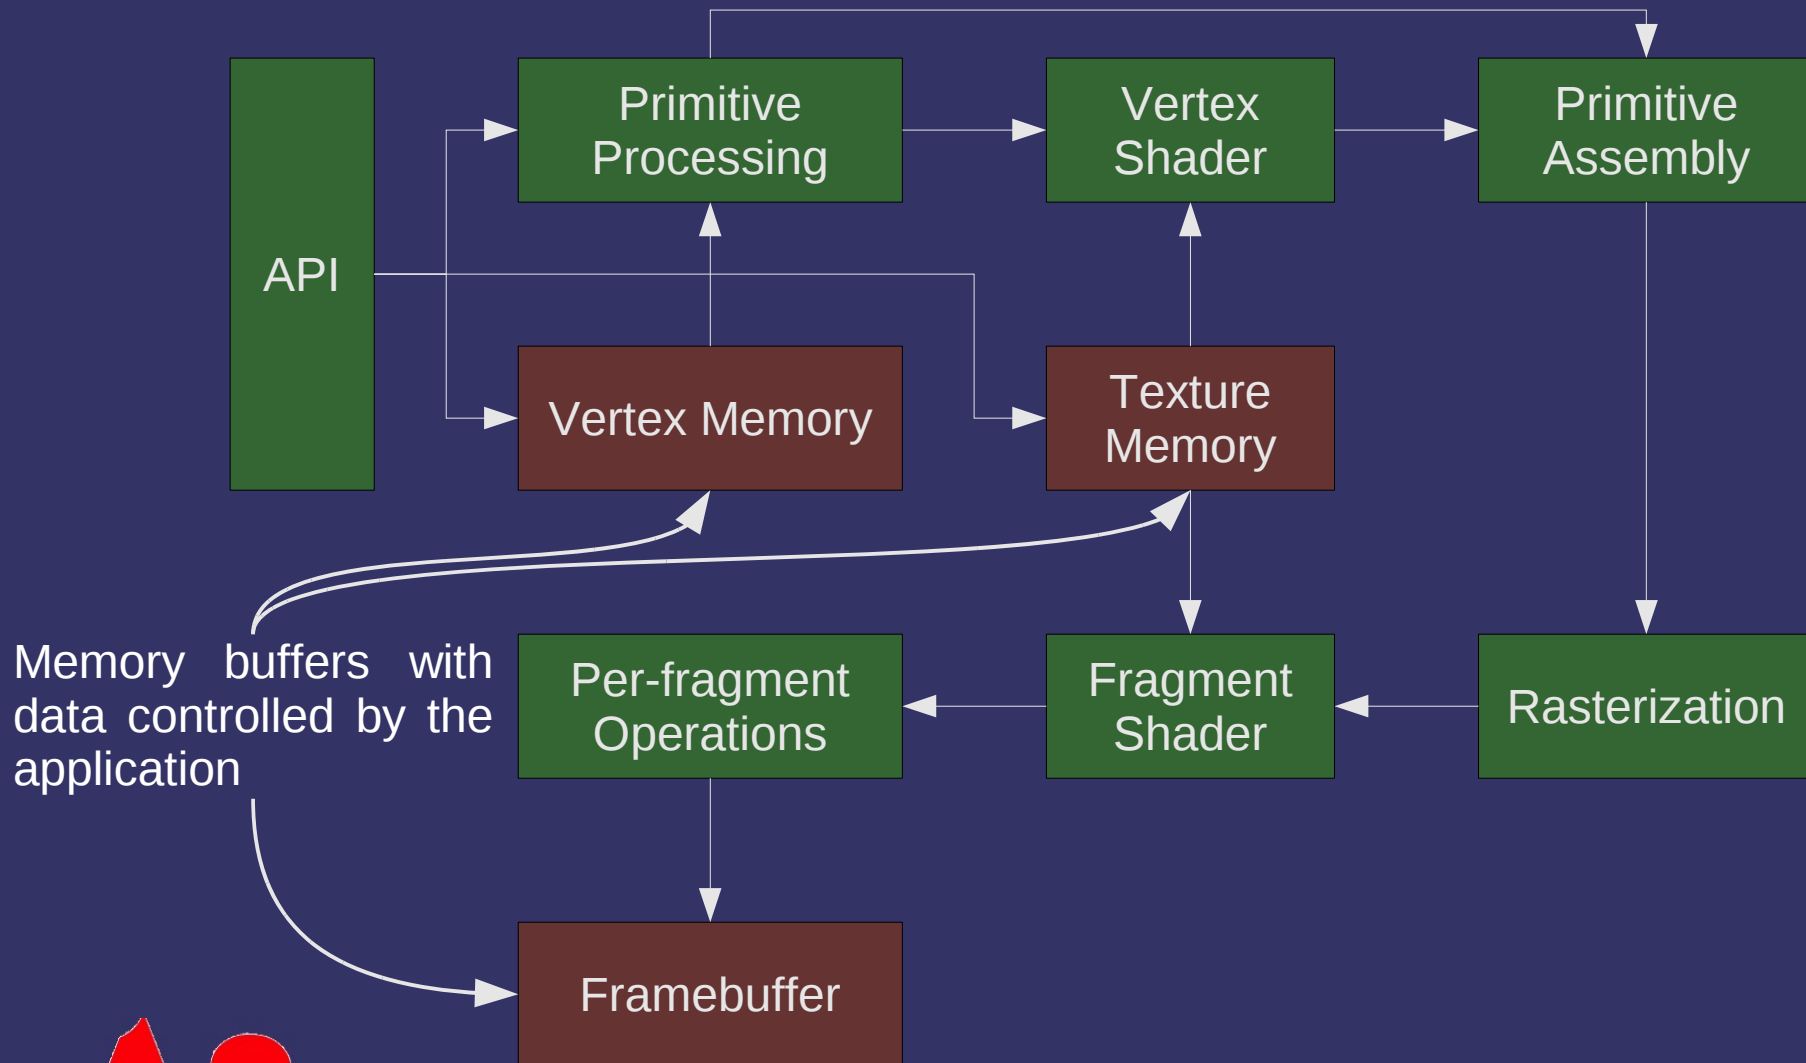 Primitive
Processing
Vertex
Shader
Primitive
Assembly
API
Vertex Memory
Texture
Memory
Memory buffers with
data controlled by the
application
Per-fragment
Operations
Fragment
Shader
Rasterization
Framebuffer